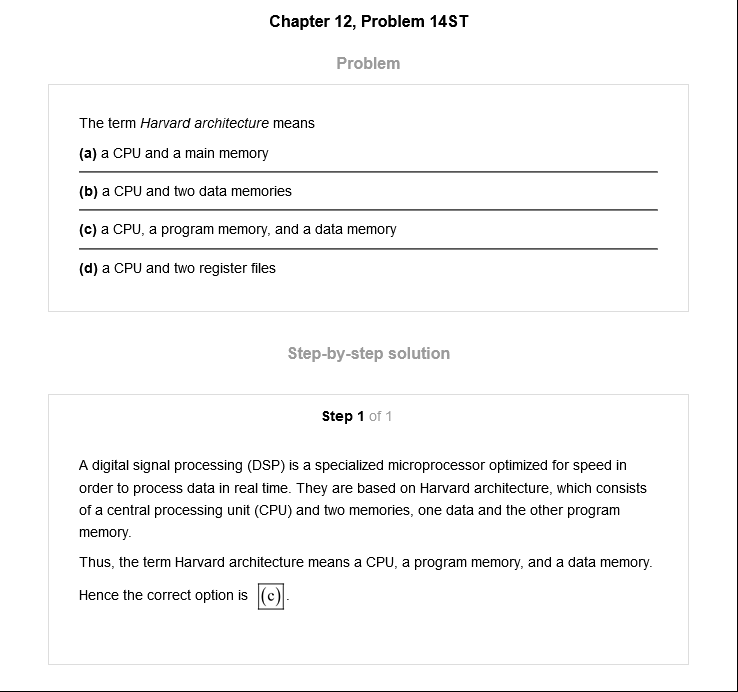 Chapter 12, Problem 14ST
Problem
The term Harvard architecture means
(a) a CPU and a main memory
(b) a CPU and two data memories
(c) a CPU, a program memory, and a data memory
(d) a CPU and two register files
Step-by-step solution
Step 1 of 1
A digital signal processing (DSP) is a specialized microprocessor optimized for speed in
order to process data in real time. They are based on Harvard architecture, which consists
of a central processing unit (CPU) and two memories, one data and the other program
memory.
Thus, the term Harvard architecture means a CPU, a program memory, and a data memory.
Hence the correct option is (c).